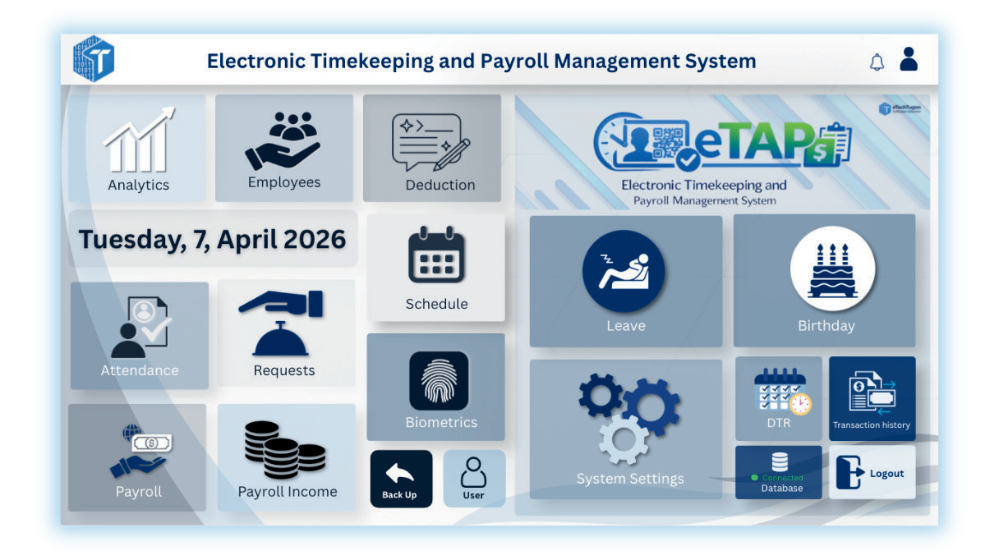 Electronic Timekeeping and Payroll Management System
Analytics
Employees
Deduction
eTechTugon
eTAP$
Electronic Timekeeping and
Payroll Management System
Tuesday, 7, April 2026
Schedule
Leave
Birthday
Attendance
Requests
Biometrics
DTR
Transaction history
System Settings
Payroll
Payroll Income
Back Up
User
Connected
Database
Logout